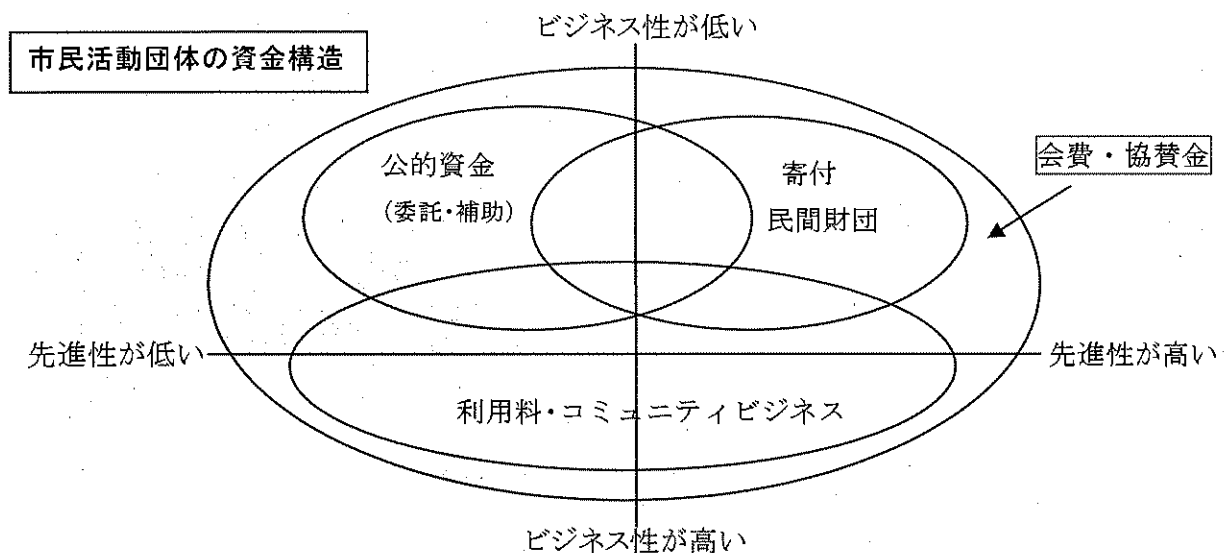 ビジネス性が低い
市民活動団体の資金構造
公的資金
(委託・補助)
寄付
民間財団
会費・協賛金
先進性が低い
先進性が高い
利用料・コミュニティビジネス
ビジネス性が高い